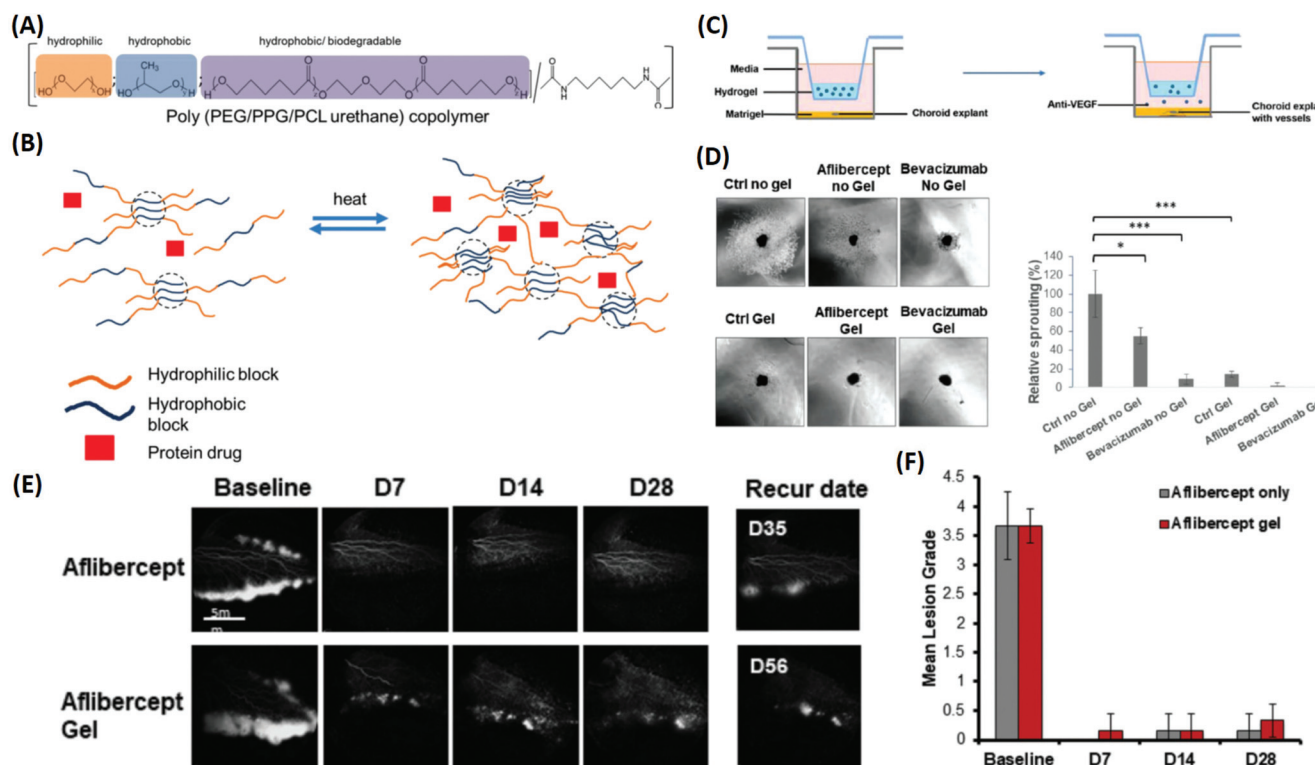 (A)
hydrophilic
hydrophobic
hydrophobic/ biodegradable
Poly (PEG/PPG/PCL urethane) copolymer
(B)
heat
Hydrophilic block
Hydrophobic
block
Protein drug
(C)
Media
Hydrogel
Matrigel
Choroid explant
Anti-VEGF
Choroid expla
with vessels
(D)
Ctrl no gel
Aflibercept
no Gel
Bevacizumab
No Gel
Ctrl Gel
Aflibercept
Gel
Bevacizumab
Gel
Relative sprouting (%)
140
120
100
80
60
40
20
0
***
***
*
Ctrl no Gel
Aflibercept no Gel
Bevacizumab no Gel
Ctrl Gel
Aflibercept Gel
Bevacizumab Gel
(E)
Baseline
D7
D14
D28
Recur date
Aflibercept
5m
m
D35
Aflibercept
Gel
D56
(F)
Mean Lesion Grade
4.5
4
3.5
3
2.5
2
1.5
1
0.5
0
Aflibercept only
Aflibercept gel
Baseline
D7
D14
D28